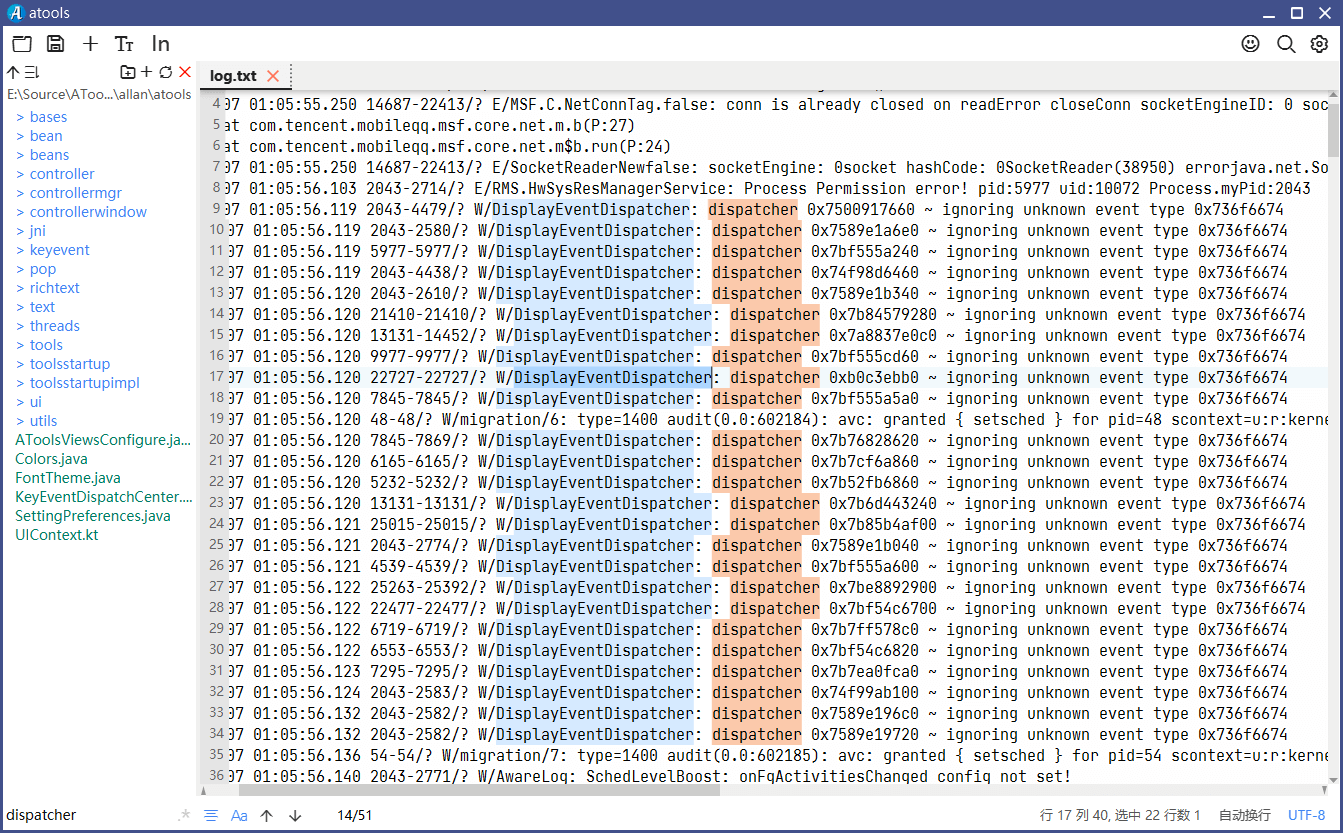 atools
Tт In
log.txt
E:\Source\AToo...\allan\atools
> bases
> bean
> beans
> controller
> controllermgr
> controllerwindow
> jni
> keyevent
> pop
> richtext
> text
> threads
> tools
> toolsstartup
> toolsstartupimpl
> ui
> utils
AToolsViewsConfigure.ja...
Colors.java
FontTheme.java
KeyEventDispatchCenter....
SettingPreferences.java
UIContext.kt
4 07 01:05:55.250 14687-22413/? E/MSF.C.NetConnTag.false: conn is already closed on readError closeConn socketEngineID: 0 soc
5 at com.tencent.mobileqq.msf.core.net.m.b(P:27)
6 at com.tencent.mobileqq.msf.core.net.m$b.run(P:24)
7 07 01:05:55.250 14687-22413/? E/SocketReaderNewfalse: socketEngine: 0socket hashCode: 0SocketReader(38950) errorjava.net.So
8 07 01:05:56.103 2043-2714/? E/RMS.HwSysResManagerService: Process Permission error! pid:5977 uid:10072 Process.myPid:2043
9 07 01:05:56.119 2043-4479/? W/DisplayEventDispatcher: dispatcher 0x7500917660 ~ ignoring unknown event type 0x736f6674
10 07 01:05:56.119 2043-2580/? W/DisplayEventDispatcher: dispatcher 0x7589e1a6e0 ~ ignoring unknown event type 0x736f6674
11 07 01:05:56.119 5977-5977/? W/DisplayEventDispatcher: dispatcher 0x7bf555a240 ~ ignoring unknown event type 0x736f6674
12 07 01:05:56.119 2043-4438/? W/DisplayEventDispatcher: dispatcher 0x74f98d6460 ~ ignoring unknown event type 0x736f6674
13 07 01:05:56.120 2043-2610/? W/DisplayEventDispatcher: dispatcher 0x7589e1b340 ~ ignoring unknown event type 0x736f6674
14 07 01:05:56.120 21410-21410/? W/DisplayEventDispatcher: dispatcher 0x7b84579280 ~ ignoring unknown event type 0x736f6674
15 07 01:05:56.120 13131-14452/? W/DisplayEventDispatcher: dispatcher 0x7a8837e0c0 ~ ignoring unknown event type 0x736f6674
16 07 01:05:56.120 9977-9977/? W/DisplayEventDispatcher: dispatcher 0x7bf555cd60 ~ ignoring unknown event type 0x736f6674
17 07 01:05:56.120 22727-22727/? W/DisplayEventDispatcher: dispatcher 0xb0c3ebb0 ~ ignoring unknown event type 0x736f6674
18 07 01:05:56.120 7845-7845/? W/DisplayEventDispatcher: dispatcher 0x7bf555a5a0 ~ ignoring unknown event type 0x736f6674
19 07 01:05:56.120 48-48/? W/migration/6: type=1400 audit(0.0:602184): avc: granted { setsched } for pid=48 scontext=u:r:kerne
20 07 01:05:56.120 7845-7869/? W/DisplayEventDispatcher: dispatcher 0x7b76828620 ~ ignoring unknown event type 0x736f6674
21 07 01:05:56.120 6165-6165/? W/DisplayEventDispatcher: dispatcher 0x7b7cf6a860 ~ ignoring unknown event type 0x736f6674
22 07 01:05:56.120 5232-5232/? W/DisplayEventDispatcher: dispatcher 0x7b52fb6860 ~ ignoring unknown event type 0x736f6674
23 07 01:05:56.120 13131-13131/? W/DisplayEventDispatcher: dispatcher 0x7b6d443240 ~ ignoring unknown event type 0x736f6674
24 07 01:05:56.121 25015-25015/? W/DisplayEventDispatcher: dispatcher 0x7b85b4af00 ~ ignoring unknown event type 0x736f6674
25 07 01:05:56.121 2043-2774/? W/DisplayEventDispatcher: dispatcher 0x7589e1b040 ~ ignoring unknown event type 0x736f6674
26 07 01:05:56.121 4539-4539/? W/DisplayEventDispatcher: dispatcher 0x7bf555a600 ~ ignoring unknown event type 0x736f6674
27 07 01:05:56.122 25263-25392/? W/DisplayEventDispatcher: dispatcher 0x7be8892900 ~ ignoring unknown event type 0x736f6674
28 07 01:05:56.122 22477-22477/? W/DisplayEventDispatcher: dispatcher 0x7bf54c6700 ~ ignoring unknown event type 0x736f6674
29 07 01:05:56.122 6719-6719/? W/DisplayEventDispatcher: dispatcher 0x7b7ff578c0 ~ ignoring unknown event type 0x736f6674
30 07 01:05:56.122 6553-6553/? W/DisplayEventDispatcher: dispatcher 0x7bf54c6820 ~ ignoring unknown event type 0x736f6674
31 07 01:05:56.123 7295-7295/? W/DisplayEventDispatcher: dispatcher 0x7b7ea0fca0 ~ ignoring unknown event type 0x736f6674
32 07 01:05:56.124 2043-2583/? W/DisplayEventDispatcher: dispatcher 0x74f99ab100 ~ ignoring unknown event type 0x736f6674
33 07 01:05:56.132 2043-2582/? W/DisplayEventDispatcher: dispatcher 0x7589e196c0 ~ ignoring unknown event type 0x736f6674
34 07 01:05:56.132 2043-2582/? W/DisplayEventDispatcher: dispatcher 0x7589e19720 ~ ignoring unknown event type 0x736f6674
35 07 01:05:56.136 54-54/? W/migration/7: type=1400 audit(0.0:602185): avc: granted { setsched } for pid=54 scontext=u:r:kerne
36 07 01:05:56.140 2043-2771/? W/AwareLog: SchedLevelBoost: onFgActivitiesChanged config not set!
dispatcher .* Aa 14/51 行 17 列 40, 选中 22 行数 1 自动换行 UTF-8